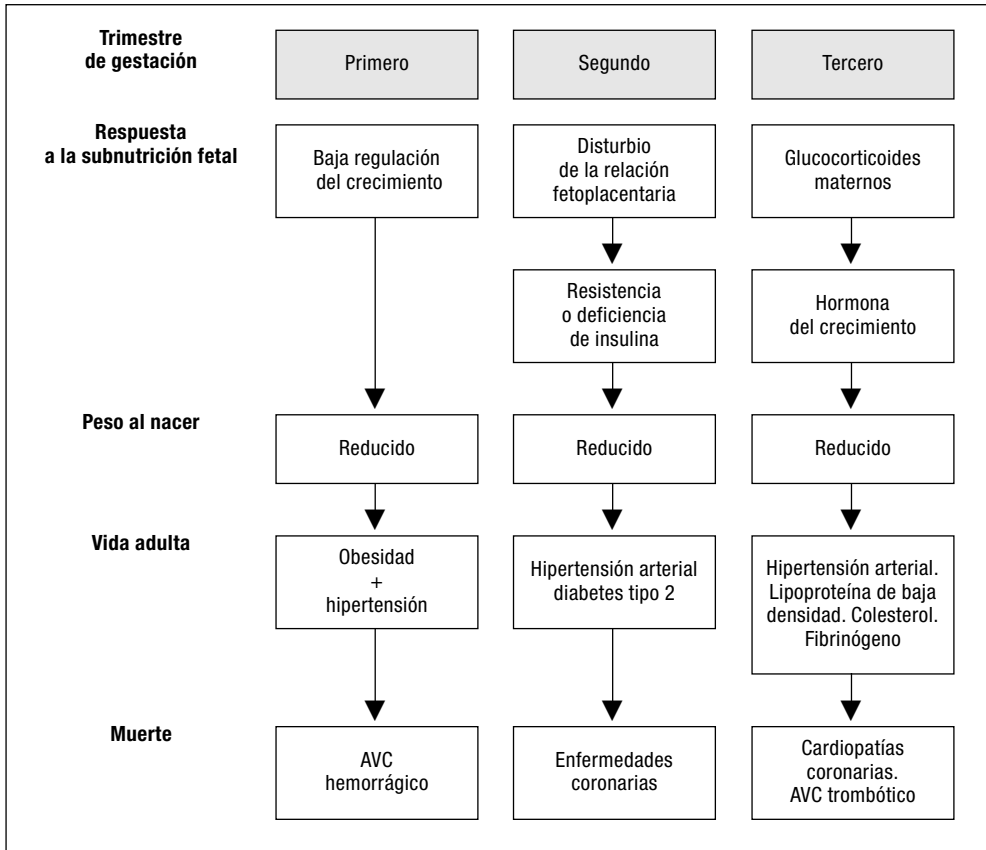 Trimestre
de gestación
Primero
Segundo
Tercero
Respuesta
a la subnutrición fetal
Baja regulación
del crecimiento
Disturbio
de la relación
fetoplacentaria
Glucocorticoides
maternos
Resistencia
o deficiencia
de insulina
Hormona
del crecimiento
Peso al nacer
Reducido
Reducido
Reducido
Vida adulta
Obesidad
+
hipertensión
Hipertensión arterial
diabetes tipo 2
Hipertensión arterial.
Lipoproteína de baja
densidad. Colesterol.
Fibrinógeno
Muerte
AVC
hemorrágico
Enfermedades
coronarias
Cardiopatías
coronarias.
AVC trombótico